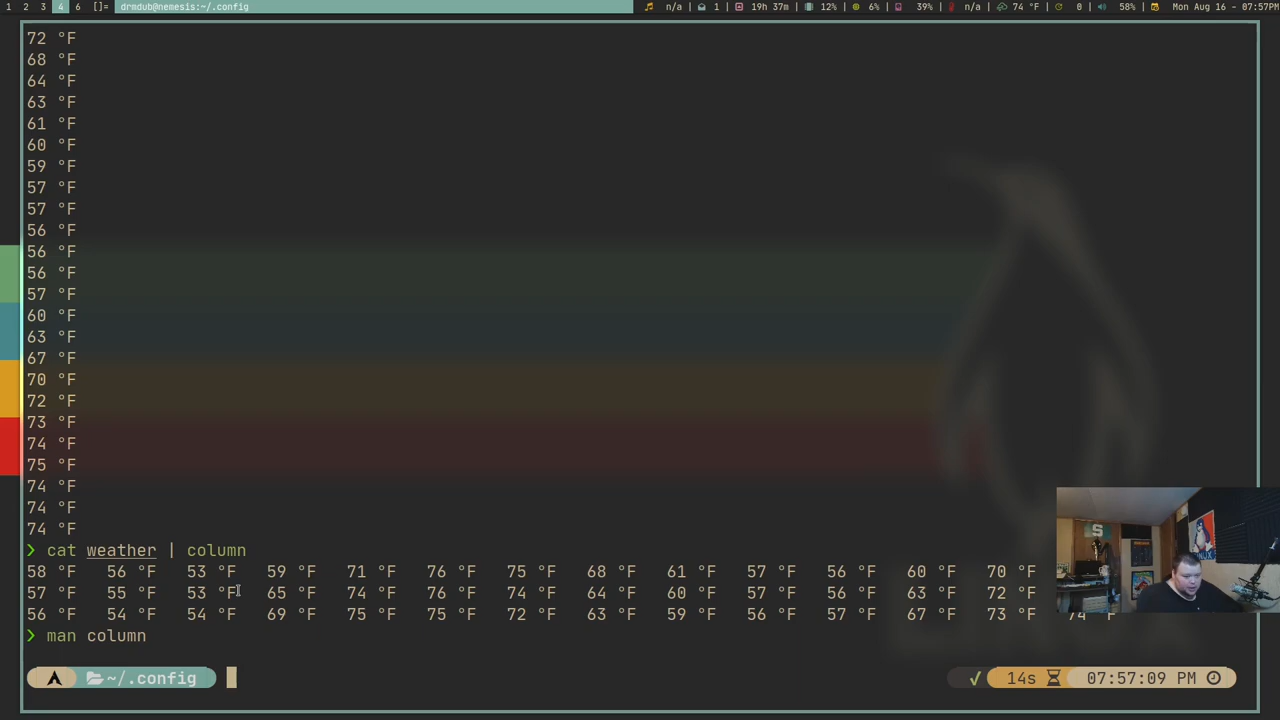 1 2 3 4 6 []= drmdub@nemesis:~/.config n/a | 1 | 19h 37m | 12% | 6% | 39% | n/a | 74 °F | 0 | 58% | Mon Aug 16 - 07:57PM
72 °F
68 °F
64 °F
63 °F
61 °F
60 °F
59 °F
57 °F
57 °F
56 °F
56 °F
56 °F
57 °F
60 °F
63 °F
67 °F
70 °F
72 °F
73 °F
74 °F
75 °F
74 °F
74 °F
74 °F
❯ cat weather | column
58 °F 56 °F 53 °F 59 °F 71 °F 76 °F 75 °F 68 °F 61 °F 57 °F 56 °F 60 °F 70 °F
57 °F 55 °F 53 °F 65 °F 74 °F 76 °F 74 °F 64 °F 60 °F 57 °F 56 °F 63 °F 72 °F
56 °F 54 °F 54 °F 69 °F 75 °F 75 °F 72 °F 63 °F 59 °F 56 °F 57 °F 67 °F 73 °F 74 °F
❯ man column
~/.config ✓ 14s 07:57:09 PM